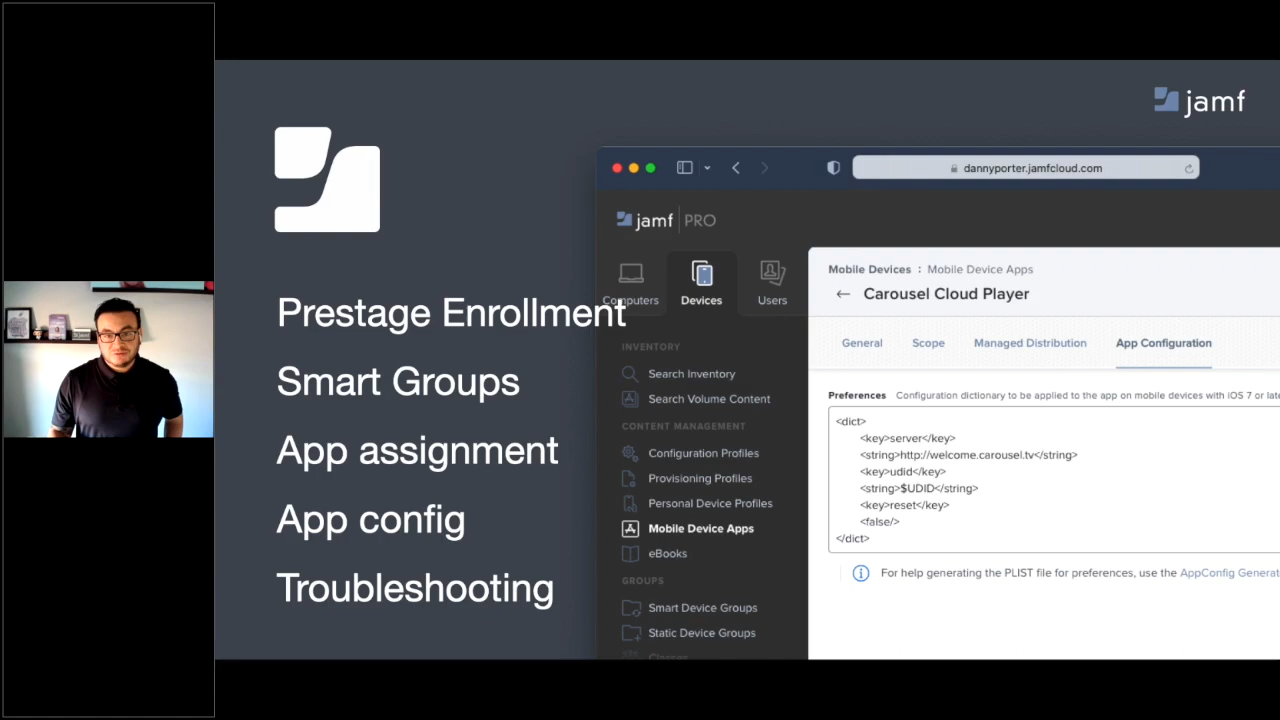 jamf
Prestage Enrollment
Smart Groups
App assignment
App config
Troubleshooting
dannyporter.jamfcloud.com
jamf PRO
Computers
Devices
Users
INVENTORY
Search Inventory
Search Volume Content
CONTENT MANAGEMENT
Configuration Profiles
Provisioning Profiles
Personal Device Profiles
Mobile Device Apps
eBooks
GROUPS
Smart Device Groups
Static Device Groups
Classes
Mobile Devices : Mobile Device Apps
← Carousel Cloud Player
General Scope Managed Distribution App Configuration
Preferences Configuration dictionary to be applied to the app on mobile devices with iOS 7 or late
<dict>
<key>server</key>
<string>http://welcome.carousel.tv</string>
<key>udid</key>
<string>$UDID</string>
<key>reset</key>
<false/>
</dict>
For help generating the PLIST file for preferences, use the AppConfig Generat